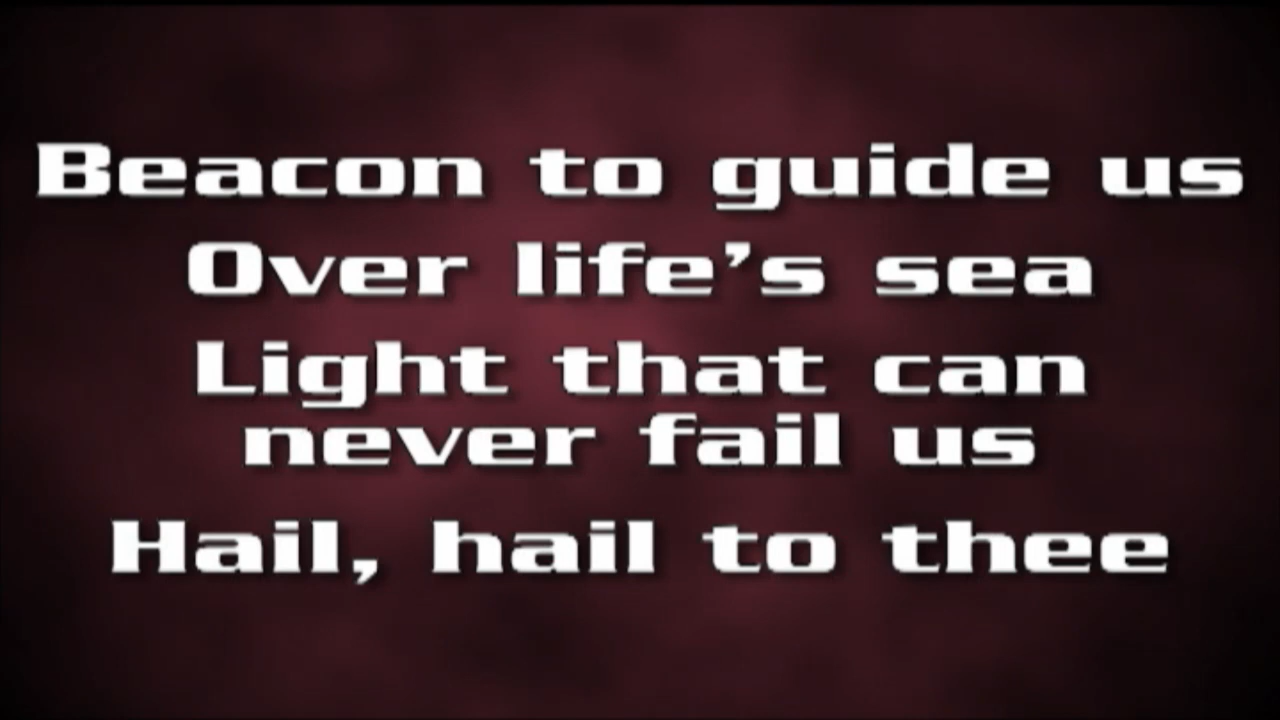 Beacon to guide us
Over life's sea
Light that can
never fail us
Hail, hail to thee